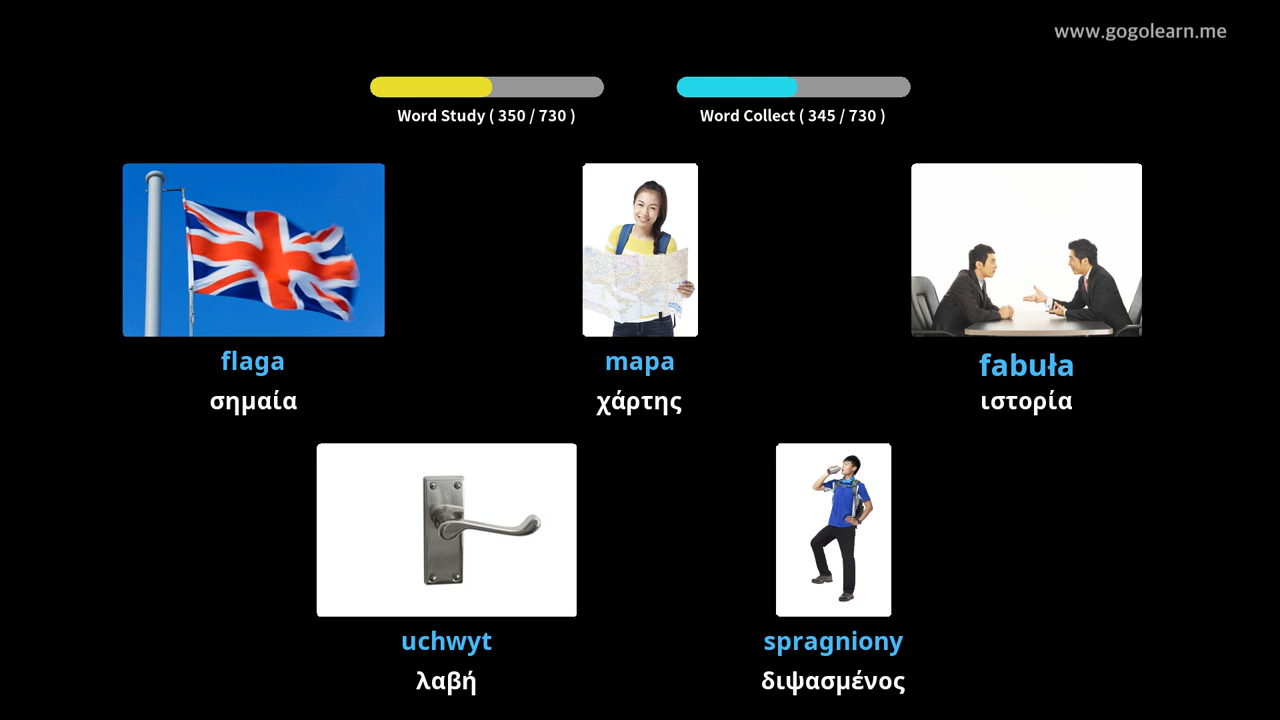 www.gogolearn.me
Word Study ( 350 / 730 )
Word Collect ( 345 / 730 )
flaga
σημαία
mapa
χάρτης
fabuła
ιστορία
uchwyt
λαβή
spragniony
διψασμένος